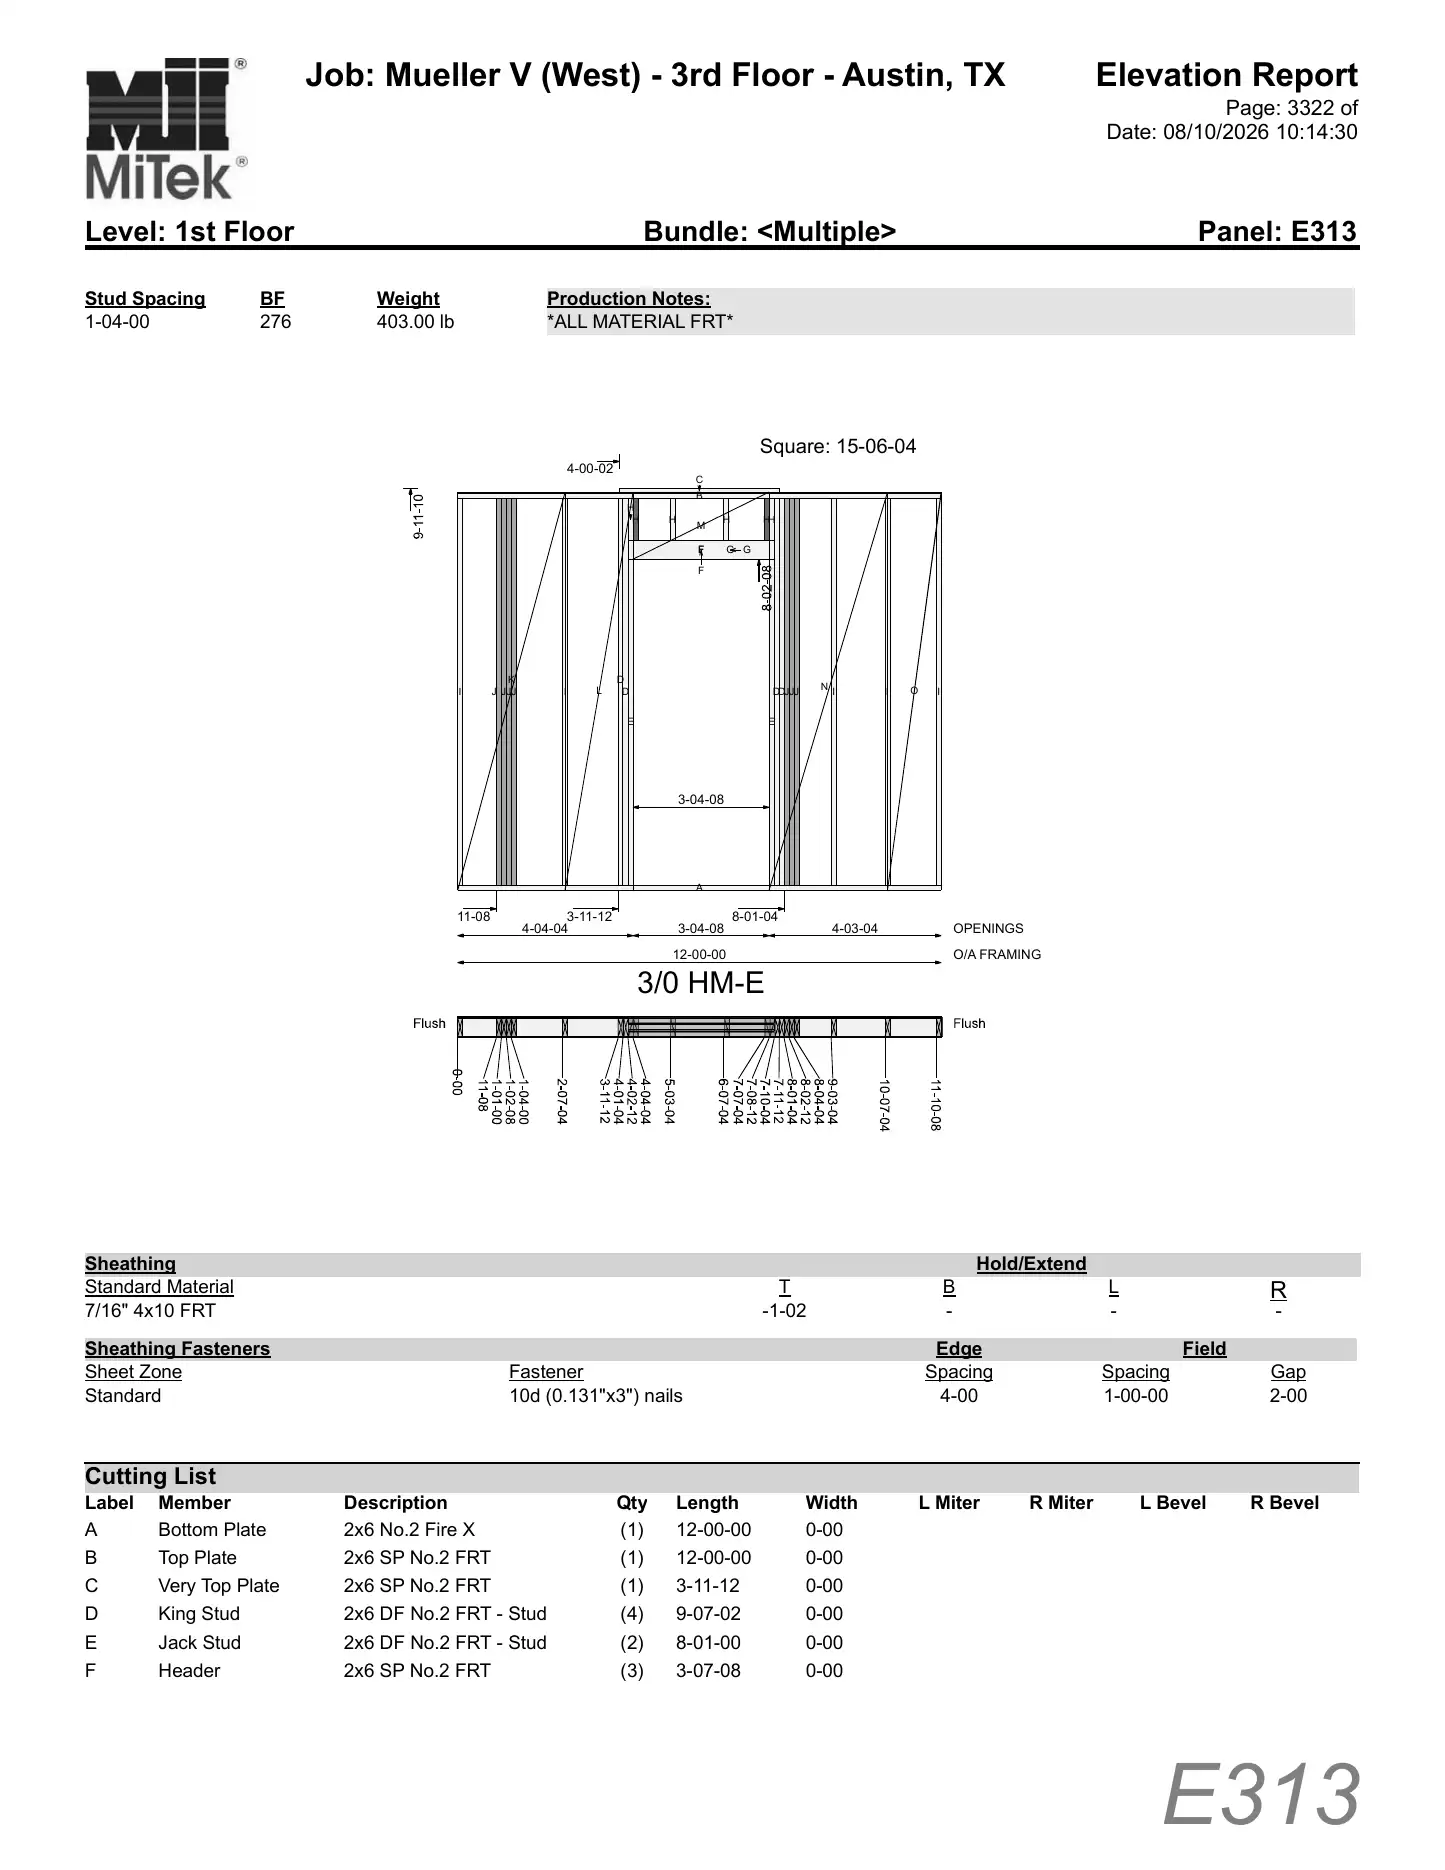 MiTek®
Job: Mueller V (West) - 3rd Floor - Austin, TX
Elevation Report
Page: 3322 of
Date: 08/10/2026 10:14:30
Level: 1st Floor Bundle: <Multiple> Panel: E313
Stud Spacing BF Weight Production Notes:
1-04-00 276 403.00 lb *ALL MATERIAL FRT*
Square: 15-06-04
4-00-02
C
B
9-11-10
H H H
M
F G G
F
8-02-08
K D
I J JJJ I L D DDJJJ N I I O I
E E
3-04-08
A
11-08 3-11-12 8-01-04
4-04-04 3-04-08 4-03-04 OPENINGS
12-00-00 O/A FRAMING
3/0 HM-E
Flush Flush
0-00 11-08 1-01-00 1-02-08 1-04-00 2-07-04 3-11-12 4-01-04 4-02-12 4-04-04 5-03-04 6-07-04 7-07-04 7-08-12 7-10-04 7-11-12 8-01-04 8-02-12 8-04-04 9-03-04 10-07-04 11-10-08
Sheathing Hold/Extend
Standard Material T B L R
7/16" 4x10 FRT -1-02 - - -
Sheathing Fasteners Edge Field
Sheet Zone Fastener Spacing Spacing Gap
Standard 10d (0.131"x3") nails 4-00 1-00-00 2-00
Cutting List
Label Member Description Qty Length Width L Miter R Miter L Bevel R Bevel
A Bottom Plate 2x6 No.2 Fire X (1) 12-00-00 0-00
B Top Plate 2x6 SP No.2 FRT (1) 12-00-00 0-00
C Very Top Plate 2x6 SP No.2 FRT (1) 3-11-12 0-00
D King Stud 2x6 DF No.2 FRT - Stud (4) 9-07-02 0-00
E Jack Stud 2x6 DF No.2 FRT - Stud (2) 8-01-00 0-00
F Header 2x6 SP No.2 FRT (3) 3-07-08 0-00
E313